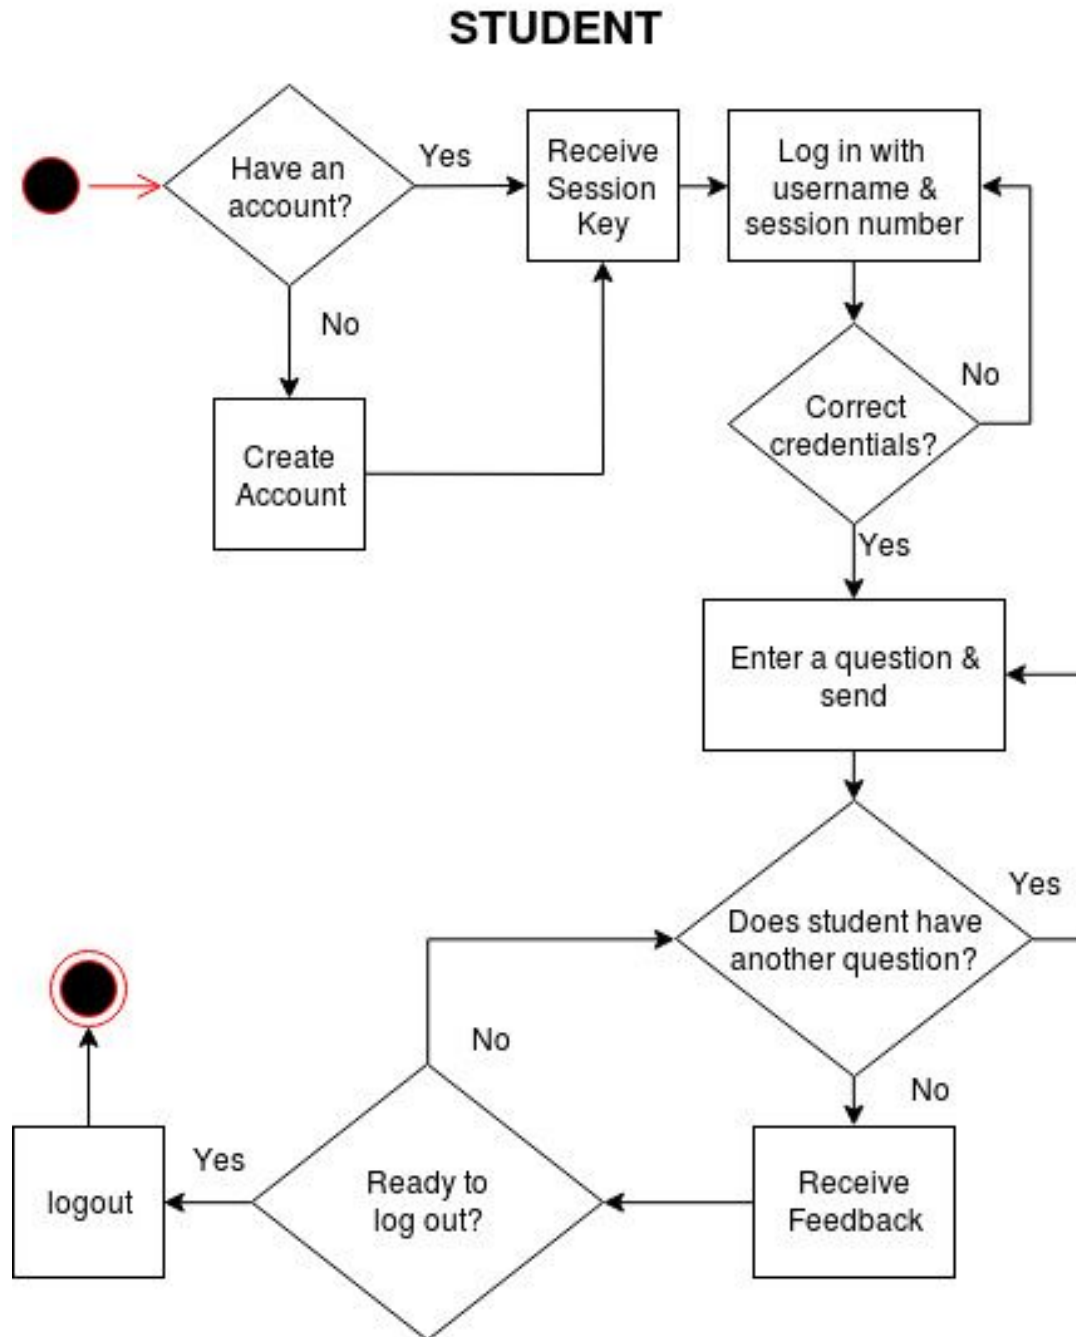 STUDENT
Have an
account?
Yes
Receive
Session
Key
Log in with
username &
session number
No
Create
Account
Correct
credentials?
No
Yes
Enter a question &
send
Does student have
another question?
Yes
No
Receive
Feedback
Ready to
log out?
No
Yes
logout